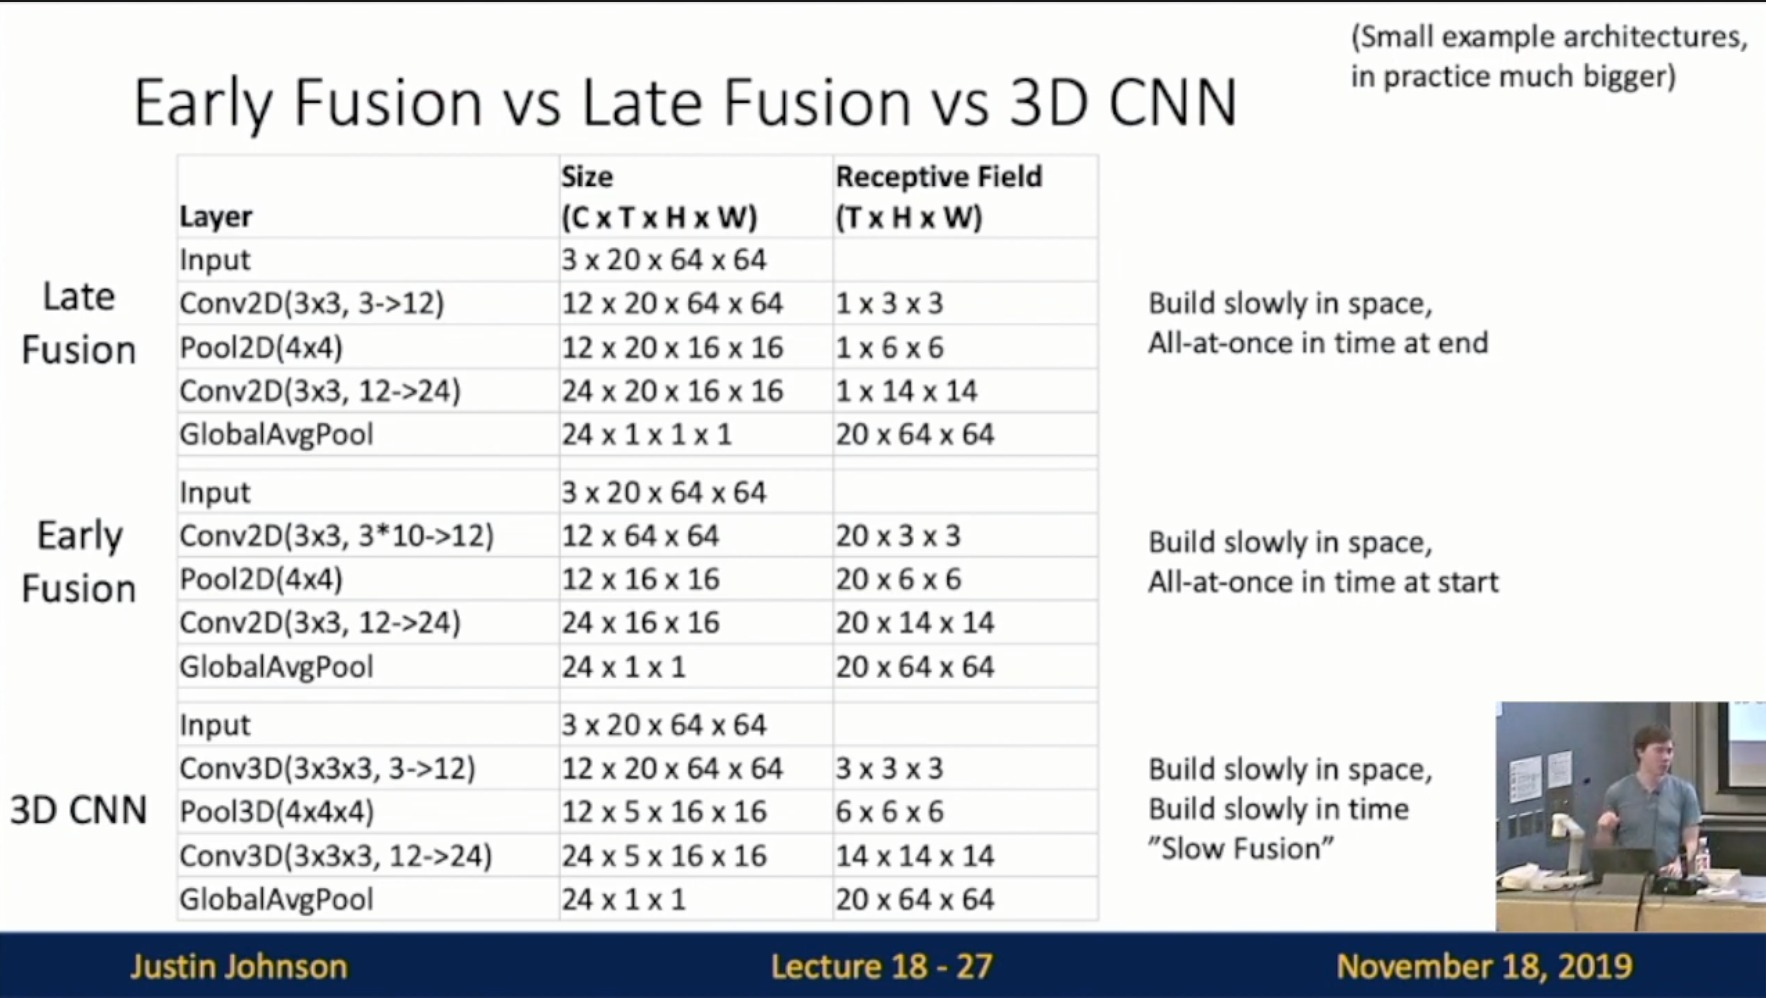 (Small example architectures,
in practice much bigger)
Early Fusion vs Late Fusion vs 3D CNN
Layer Size (C x T x H x W) Receptive Field (T x H x W)
Late Fusion
Input 3 x 20 x 64 x 64
Conv2D(3x3, 3->12) 12 x 20 x 64 x 64 1 x 3 x 3
Pool2D(4x4) 12 x 20 x 16 x 16 1 x 6 x 6
Conv2D(3x3, 12->24) 24 x 20 x 16 x 16 1 x 14 x 14
GlobalAvgPool 24 x 1 x 1 x 1 20 x 64 x 64
Build slowly in space,
All-at-once in time at end
Early Fusion
Input 3 x 20 x 64 x 64
Conv2D(3x3, 3*10->12) 12 x 64 x 64 20 x 3 x 3
Pool2D(4x4) 12 x 16 x 16 20 x 6 x 6
Conv2D(3x3, 12->24) 24 x 16 x 16 20 x 14 x 14
GlobalAvgPool 24 x 1 x 1 20 x 64 x 64
Build slowly in space,
All-at-once in time at start
3D CNN
Input 3 x 20 x 64 x 64
Conv3D(3x3x3, 3->12) 12 x 20 x 64 x 64 3 x 3 x 3
Pool3D(4x4x4) 12 x 5 x 16 x 16 6 x 6 x 6
Conv3D(3x3x3, 12->24) 24 x 5 x 16 x 16 14 x 14 x 14
GlobalAvgPool 24 x 1 x 1 20 x 64 x 64
Build slowly in space,
Build slowly in time
”Slow Fusion”
Justin Johnson
Lecture 18 - 27
November 18, 2019